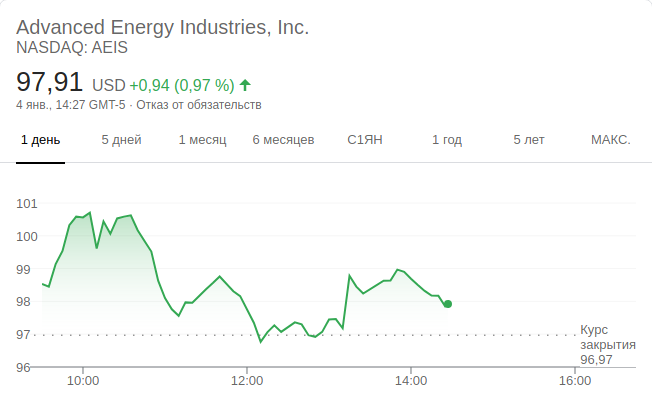 Advanced Energy Industries, Inc.
NASDAQ: AEIS
97,91 USD +0,94 (0,97 %)
4 янв., 14:27 GMT-5 · Отказ от обязательств
1 день 5 дней 1 месяц 6 месяцев С1ЯН 1 год 5 лет МАКС.
101
100
99
98
97
96
Курс
закрытия
96,97
10:00 12:00 14:00 16:00